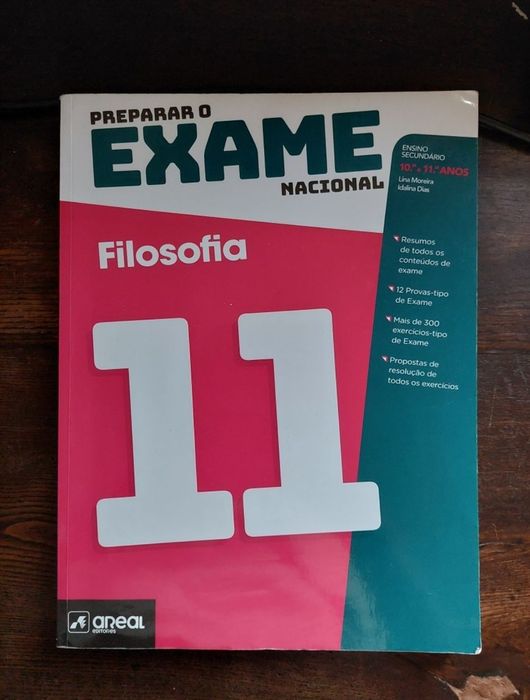 PREPARAR O
EXAME
NACIONAL
ENSINO
SECUNDÁRIO
10.º e 11.º ANOS
Lina Moreira
Idalina Dias
Filosofia
Resumos
de todos os
conteúdos de
exame
12 Provas-tipo
de Exame
Mais de 300
exercícios-tipo
de Exame
Propostas de
resolução de
todos os exercícios
11
areal
editores